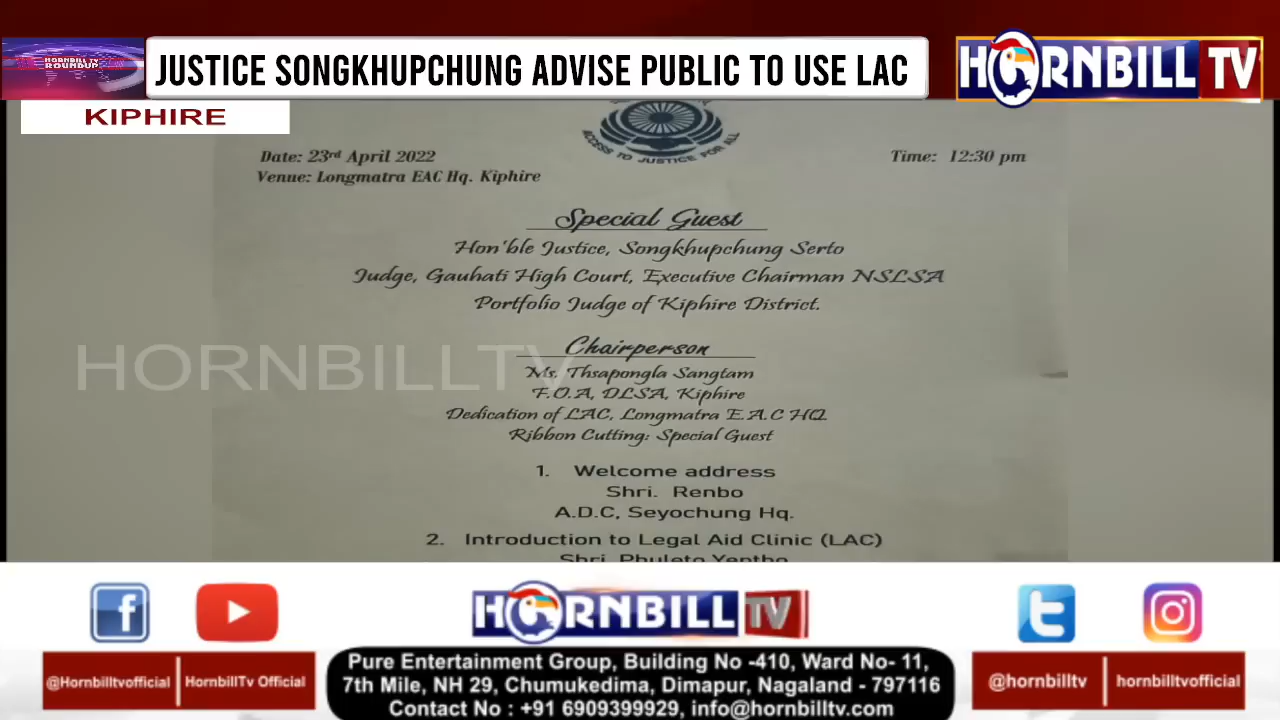 HORNBILL TV
ROUNDUP
JUSTICE SONGKHUPCHUNG ADVISE PUBLIC TO USE LAC
HORNBILL TV
KIPHIRE
ACCESS TO JUSTICE FOR ALL
Date: 23rd April 2022
Time: 12:30 pm
Venue: Longmatra EAC Hq. Kiphire
Special Guest
Hon'ble Justice, Songkhupchung Serto
Judge, Gauhati High Court, Executive Chairman NSLSA
Portfolio Judge of Kiphire District.
Chairperson
HORNBILLTV
Ms. Thsapongla Sangtam
F.O.A, DLSA, Kiphire
Dedication of LAC, Longmatra E.A.C HQ.
Ribbon Cutting: Special Guest
1. Welcome address
Shri. Renbo
A.D.C, Seyochung Hq.
2. Introduction to Legal Aid Clinic (LAC)
Shri. Phuleto Yeptho
HORNBILL TV
@Hornbilltvofficial
HornbillTv Official
Pure Entertainment Group, Building No -410, Ward No- 11,
7th Mile, NH 29, Chumukedima, Dimapur, Nagaland - 797116
Contact No : +91 6909399929, info@hornbilltv.com
@hornbilltv
hornbilltvofficial